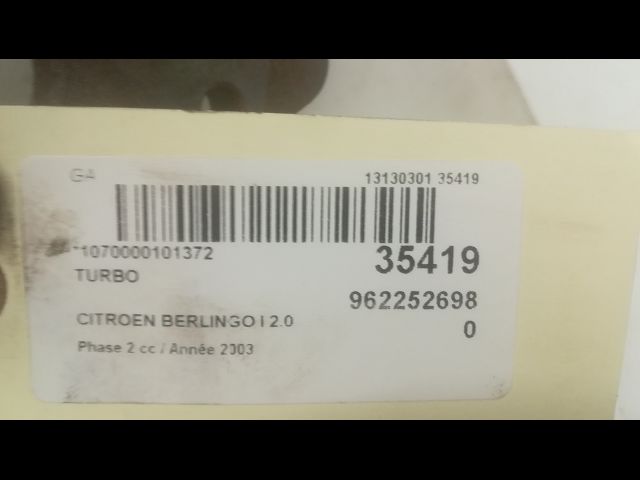 GA
13130301 35419
*1070000101372
35419
TURBO
962252698
0
CITROEN BERLINGO I 2.0
Phase 2 cc / Année 2003